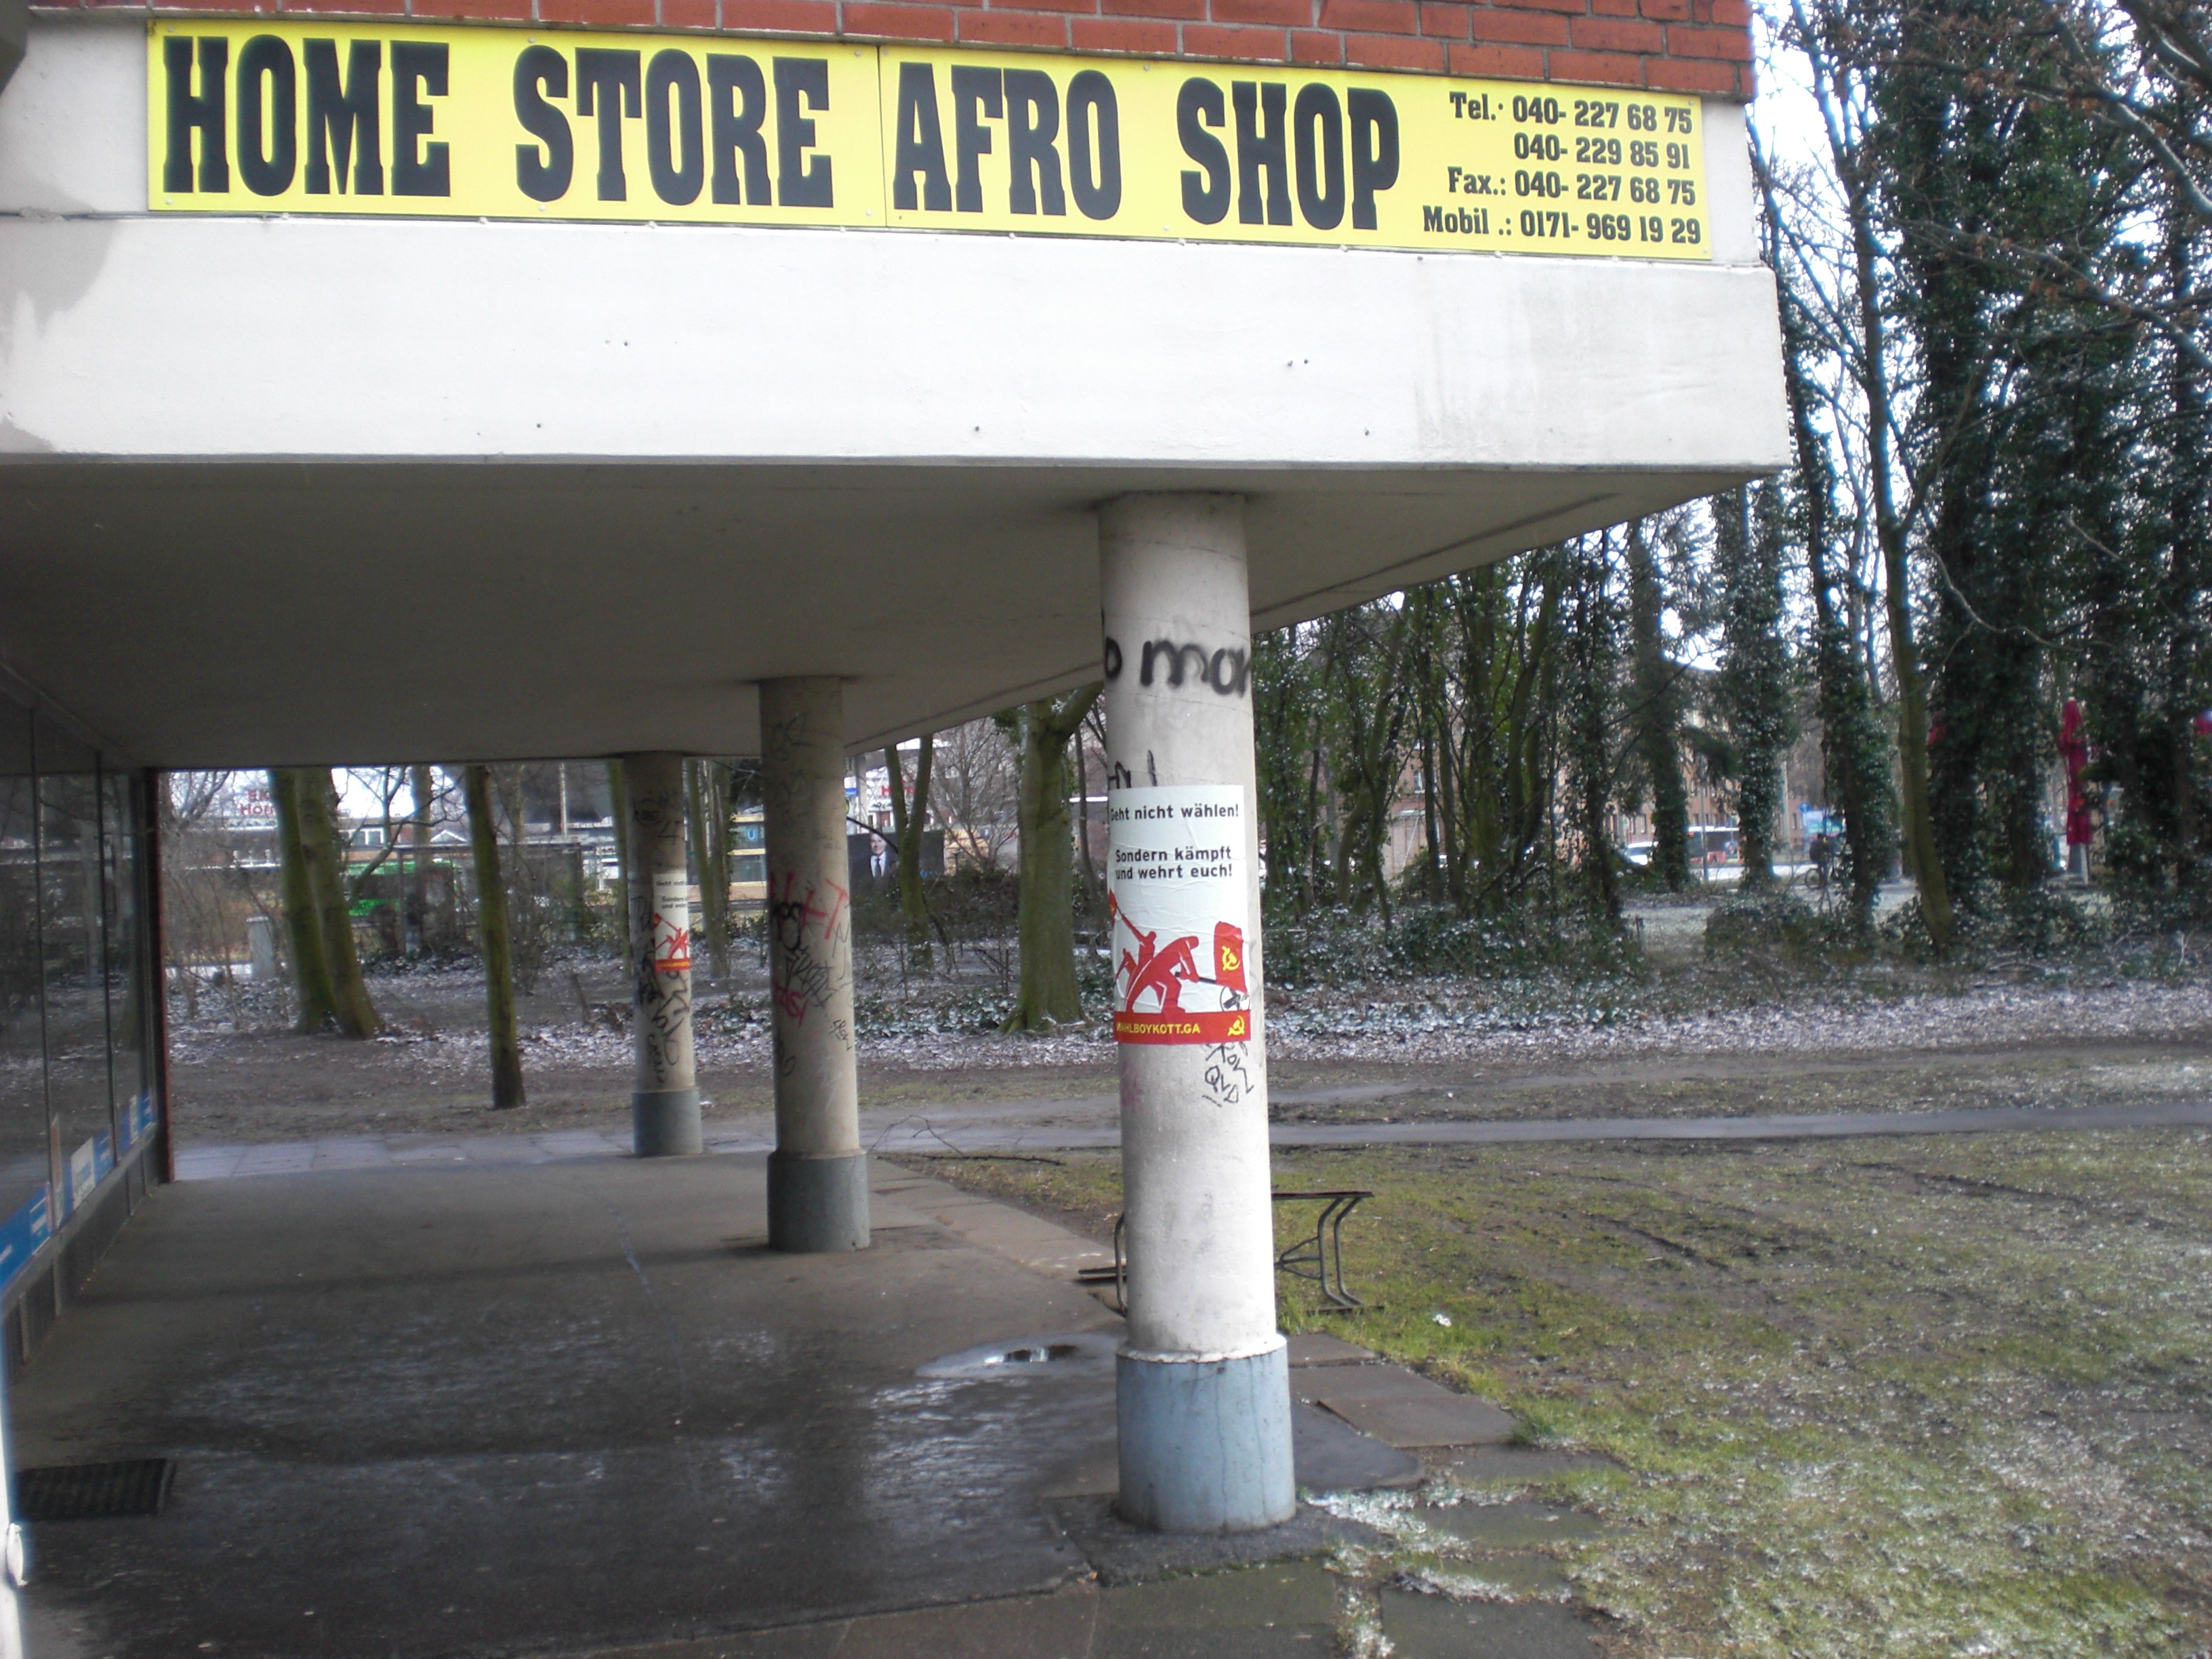 HOME STORE AFRO SHOP
Tel.: 040- 227 68 75
040- 229 85 91
Fax.: 040- 227 68 75
Mobil .: 0171- 969 19 29
o mon
Geht nicht wählen!
Sondern kämpft
und wehrt euch!
WAHLBOYKOTT.GA